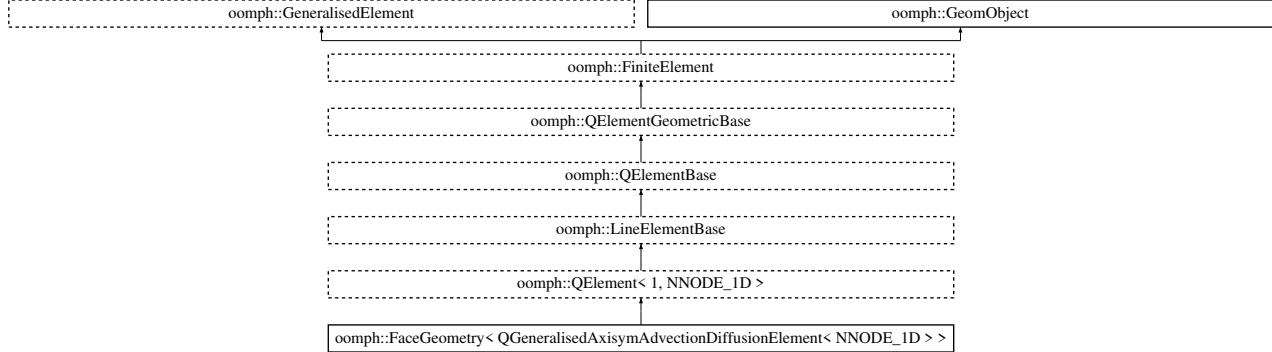 oomph::GeneralisedElement
oomph::GeomObject
oomph::FiniteElement
oomph::QElementGeometricBase
oomph::QElementBase
oomph::LineElementBase
oomph::QElement< 1, NNODE_1D >
oomph::FaceGeometry< QGeneralisedAxisymAdvectionDiffusionElement< NNODE_1D > >